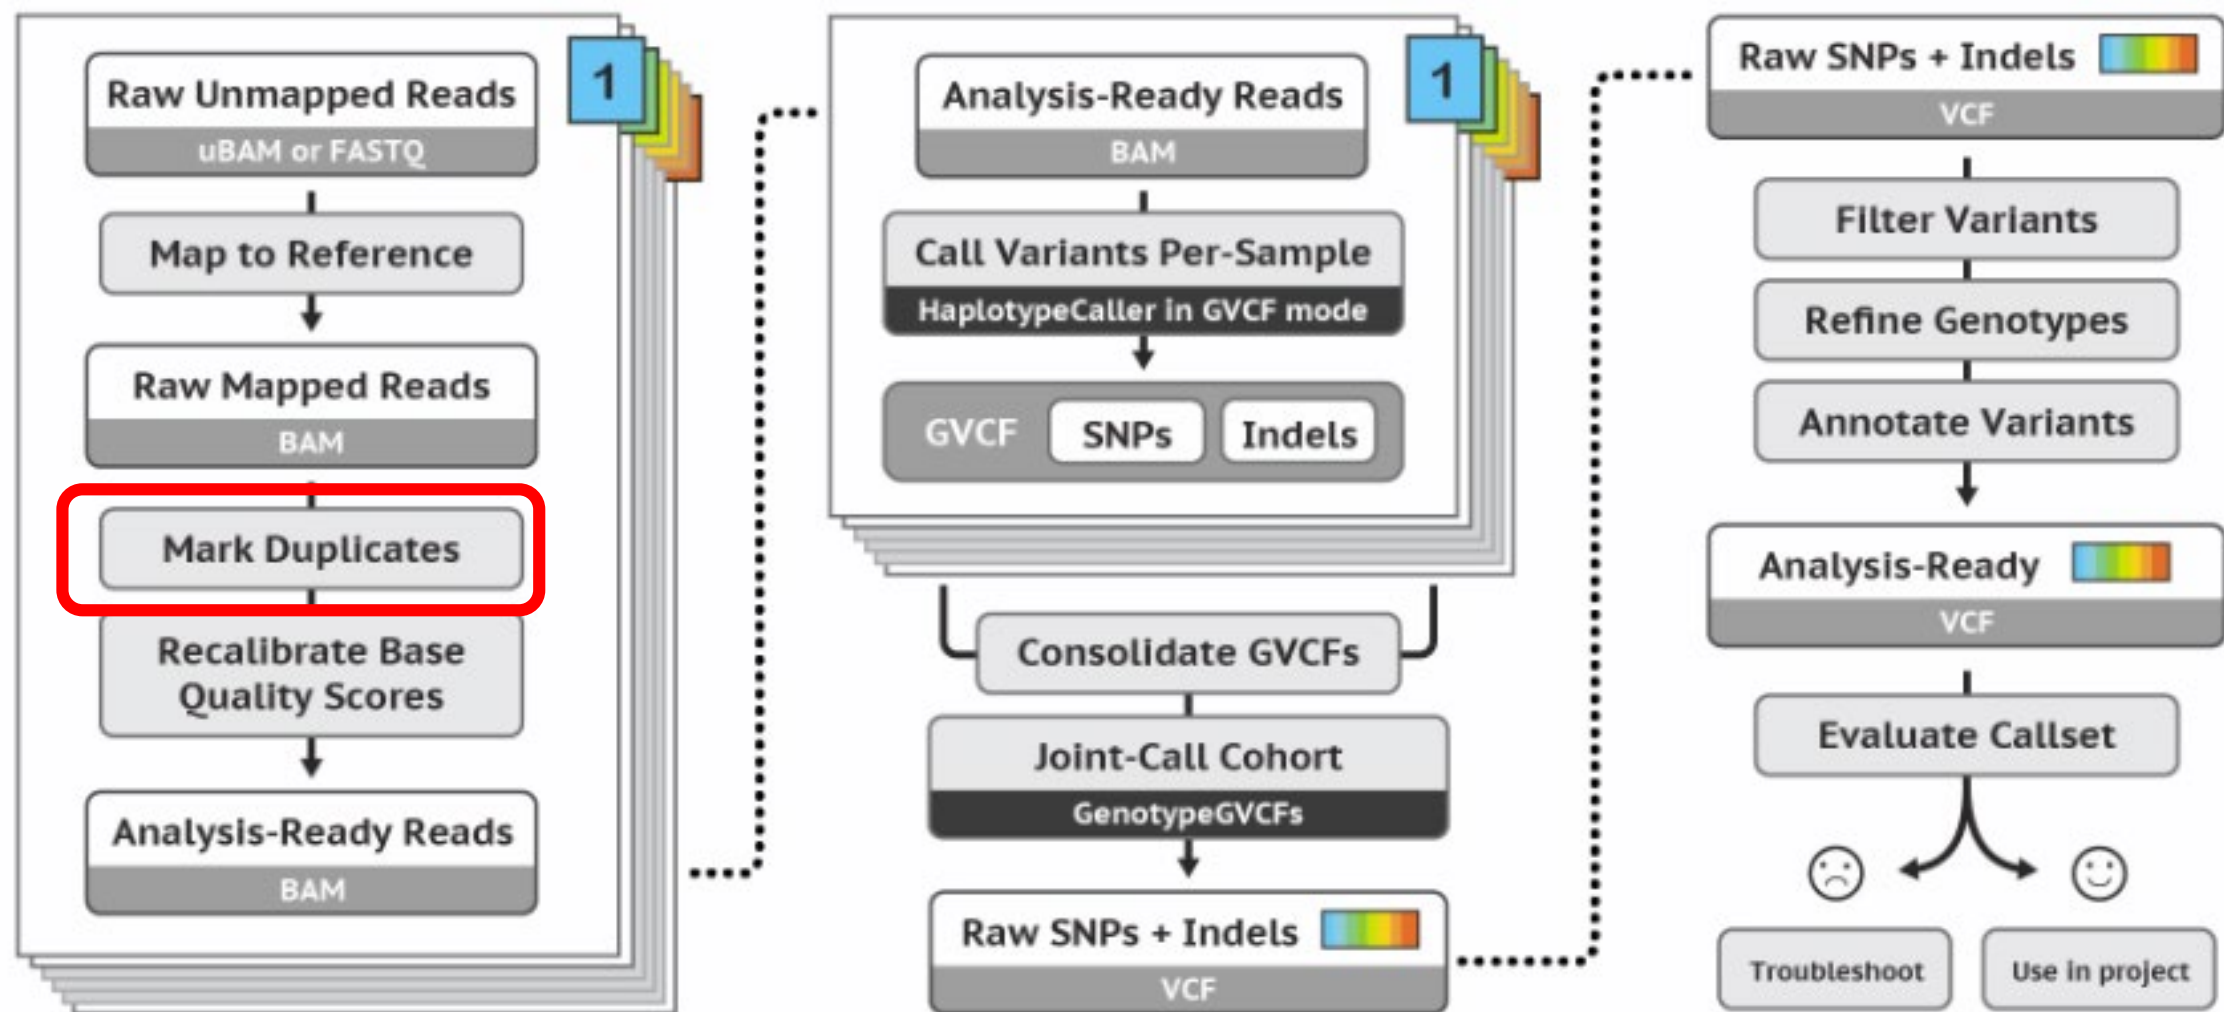 1
Raw Unmapped Reads
uBAM or FASTQ
Map to Reference
Raw Mapped Reads
BAM
Mark Duplicates
Recalibrate Base
Quality Scores
Analysis-Ready Reads
BAM
1
Analysis-Ready Reads
BAM
Call Variants Per-Sample
HaplotypeCaller in GVCF mode
GVCF SNPs Indels
Consolidate GVCFs
Joint-Call Cohort
GenotypeGVCFs
Raw SNPs + Indels
VCF
Raw SNPs + Indels
VCF
Filter Variants
Refine Genotypes
Annotate Variants
Analysis-Ready
VCF
Evaluate Callset
Troubleshoot
Use in project